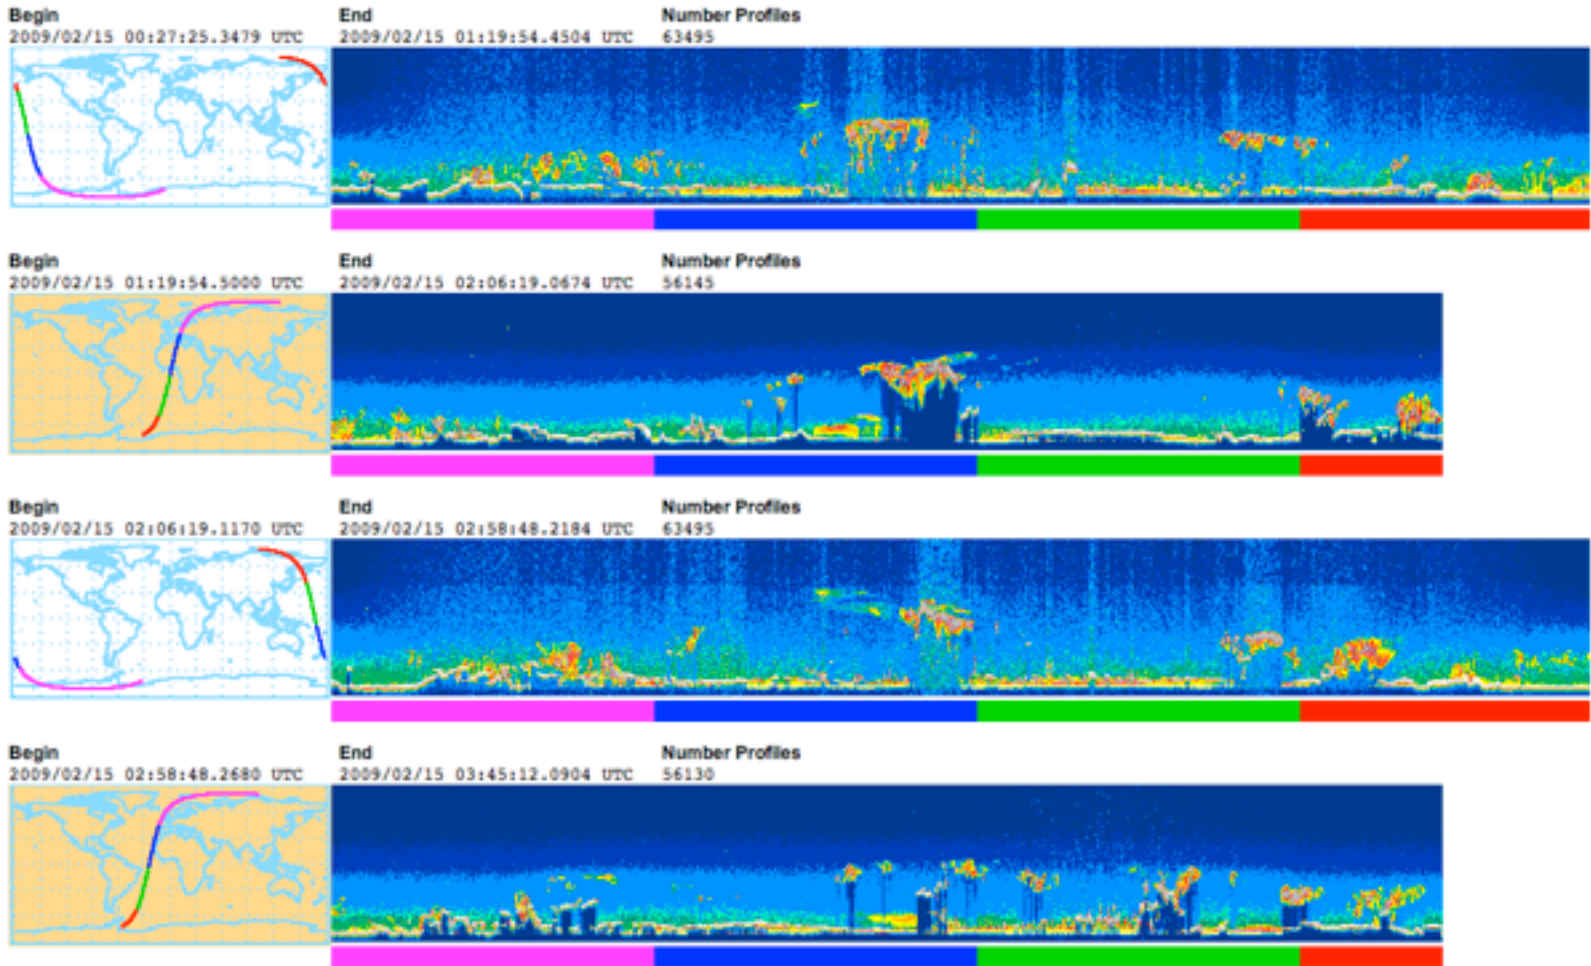 Begin End Number Profiles
2009/02/15 00:27:25.3479 UTC 2009/02/15 01:19:54.4504 UTC 63495
Begin End Number Profiles
2009/02/15 01:19:54.5000 UTC 2009/02/15 02:06:19.0674 UTC 56145
Begin End Number Profiles
2009/02/15 02:06:19.1170 UTC 2009/02/15 02:58:48.2184 UTC 63495
Begin End Number Profiles
2009/02/15 02:58:48.2680 UTC 2009/02/15 03:45:12.0904 UTC 56130